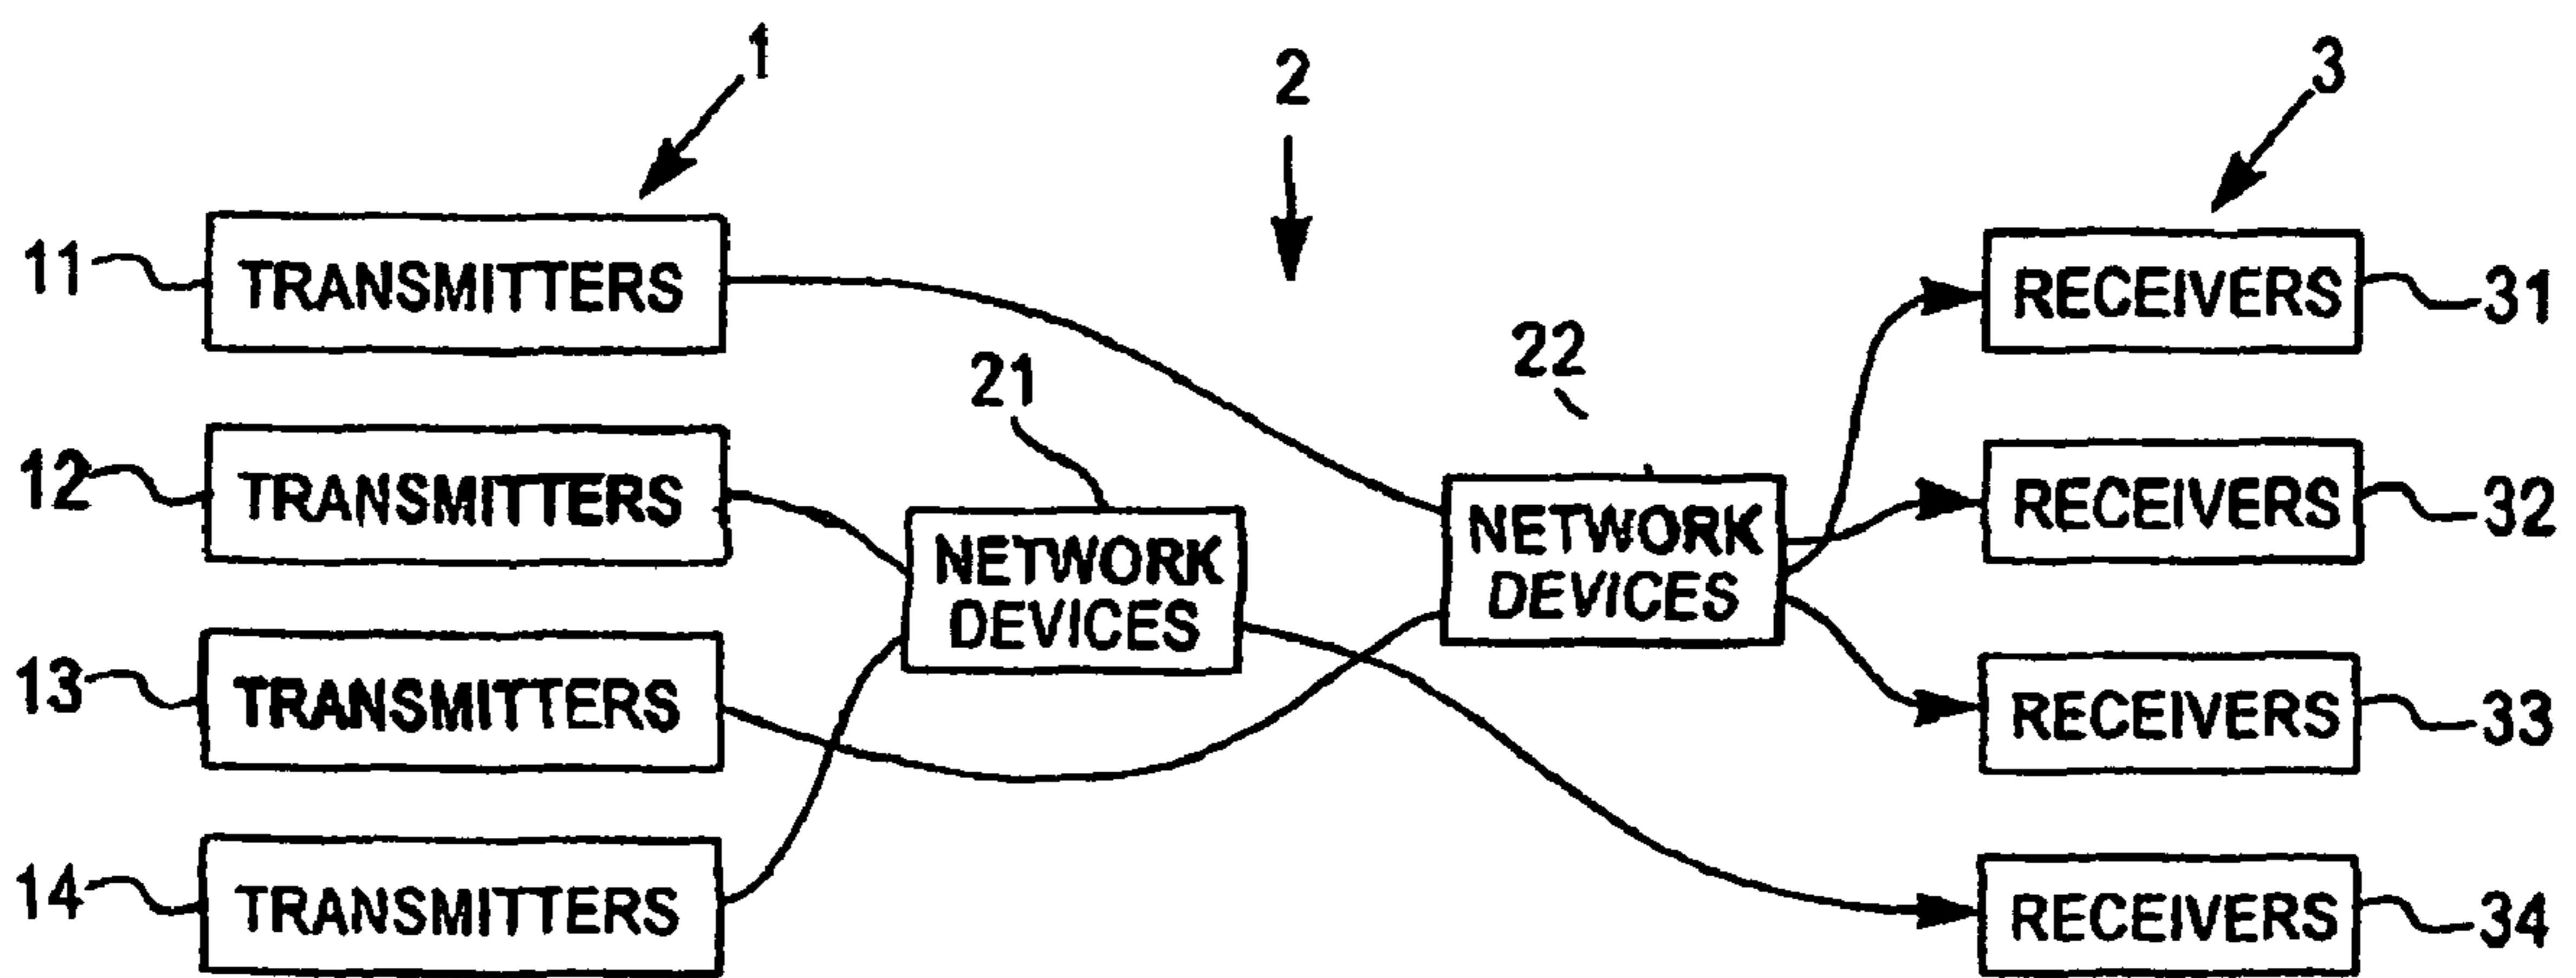 1
2
3
11 TRANSMITTERS
RECEIVERS 31
22
21
12 TRANSMITTERS
RECEIVERS 32
NETWORK
DEVICES
NETWORK
DEVICES
13 TRANSMITTERS
RECEIVERS 33
14 TRANSMITTERS
RECEIVERS 34